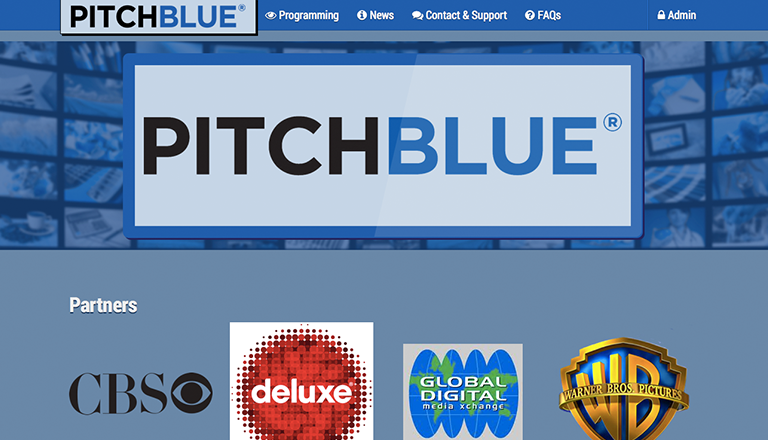 PITCHBLUE® Programming News Contact & Support FAQs Admin
PITCHBLUE®
Partners
CBS
deluxe
GLOBAL
DIGITAL
media xchange
WARNER BROS. PICTURES
WB